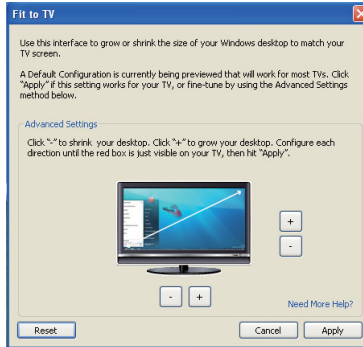 Fit to TV
Use this interface to grow or shrink the size of your Windows desktop to match your
TV screen.
A Default Configuration is currently being previewed that will work for most TVs. Click
"Apply" if this setting works for your TV, or fine-tune by using the Advanced Settings
method below.
Advanced Settings
Click "-" to shrink your desktop. Click "+" to grow your desktop. Configure each
direction until the red box is just visible on your TV, then hit "Apply".
+
-
- +
Need More Help?
Reset Cancel Apply